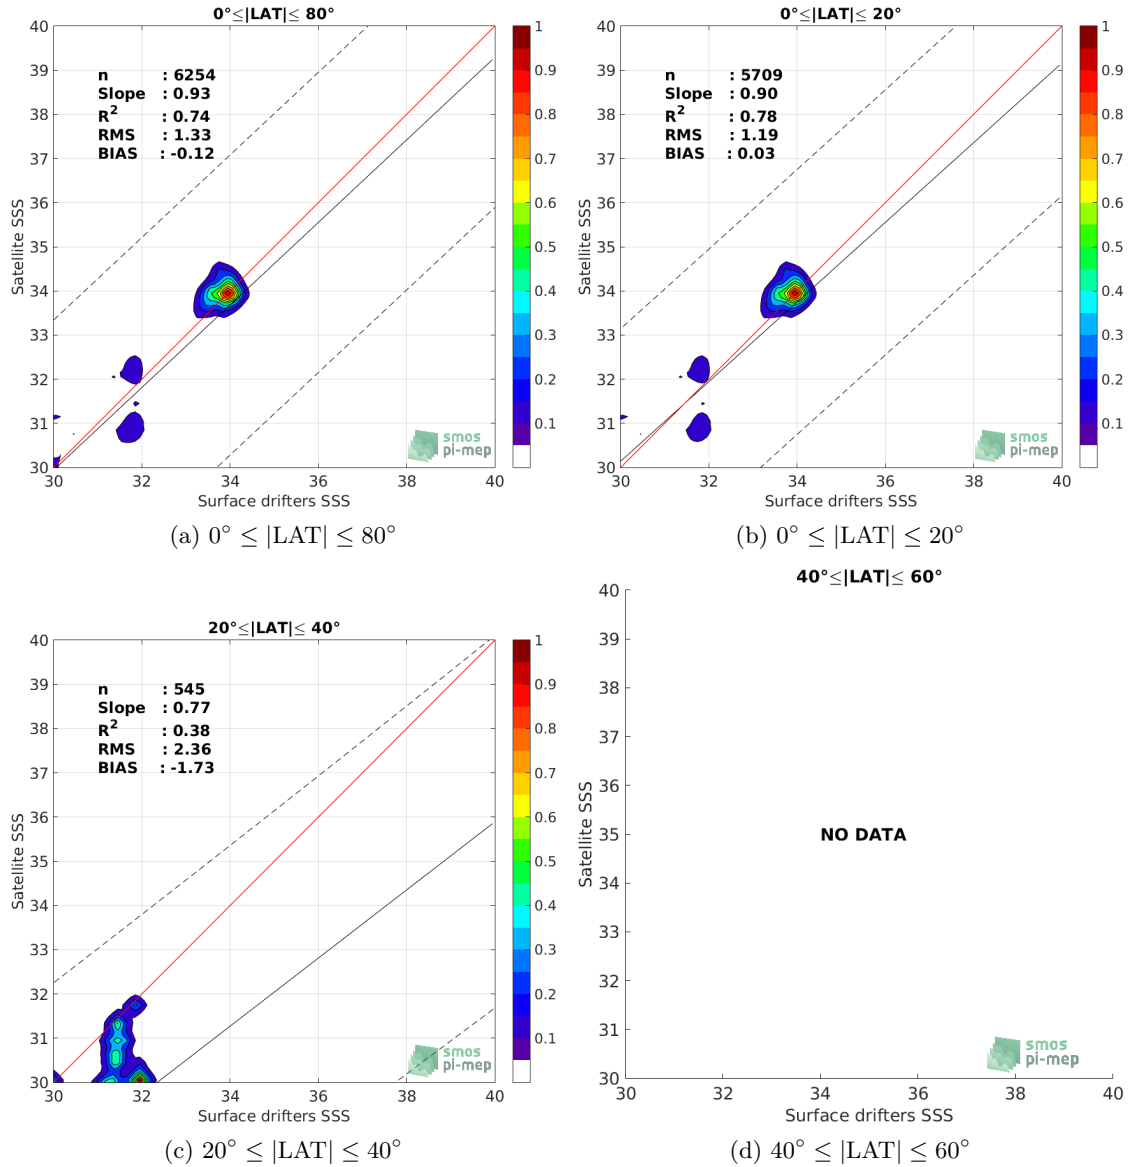 0°≤|LAT|≤ 80°
40
39
38
37
36
35
34
33
32
31
30
Satellite SSS
n : 6254
Slope : 0.93
R² : 0.74
RMS : 1.33
BIAS : -0.12
smos
pi-mep
30 32 34 36 38 40
Surface drifters SSS
1
0.9
0.8
0.7
0.6
0.5
0.4
0.3
0.2
0.1
(a) 0° ≤ |LAT| ≤ 80°
0°≤|LAT|≤ 20°
40
39
38
37
36
35
34
33
32
31
30
Satellite SSS
n : 5709
Slope : 0.90
R² : 0.78
RMS : 1.19
BIAS : 0.03
smos
pi-mep
30 32 34 36 38 40
Surface drifters SSS
1
0.9
0.8
0.7
0.6
0.5
0.4
0.3
0.2
0.1
(b) 0° ≤ |LAT| ≤ 20°
20°≤|LAT|≤ 40°
40
39
38
37
36
35
34
33
32
31
30
Satellite SSS
n : 545
Slope : 0.77
R² : 0.38
RMS : 2.36
BIAS : -1.73
smos
pi-mep
30 32 34 36 38 40
Surface drifters SSS
1
0.9
0.8
0.7
0.6
0.5
0.4
0.3
0.2
0.1
(c) 20° ≤ |LAT| ≤ 40°
40°≤|LAT|≤ 60°
40
39
38
37
36
35
34
33
32
31
30
Satellite SSS
NO DATA
smos
pi-mep
30 32 34 36 38 40
Surface drifters SSS
(d) 40° ≤ |LAT| ≤ 60°